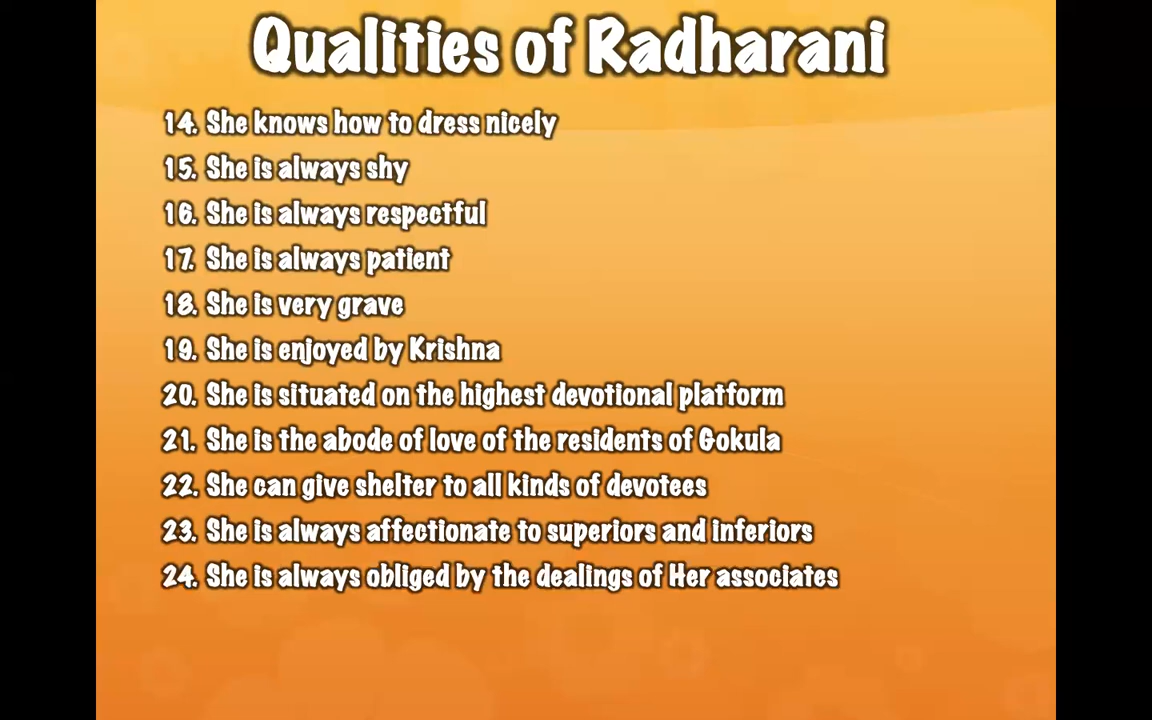 Qualities of Radharani
14. She knows how to dress nicely
15. She is always shy
16. She is always respectful
17. She is always patient
18. She is very grave
19. She is enjoyed by Krishna
20. She is situated on the highest devotional platform
21. She is the abode of love of the residents of Gokula
22. She can give shelter to all kinds of devotees
23. She is always affectionate to superiors and inferiors
24. She is always obliged by the dealings of Her associates